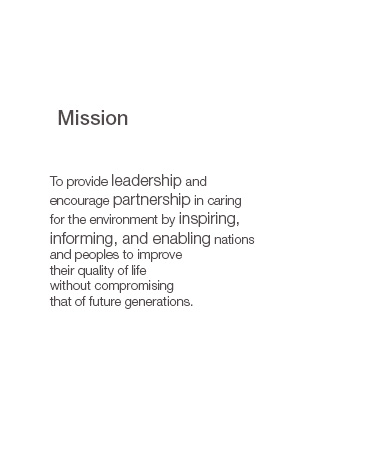 Mission
To provide leadership and
encourage partnership in caring
for the environment by inspiring,
informing, and enabling nations
and peoples to improve
their quality of life
without compromising
that of future generations.